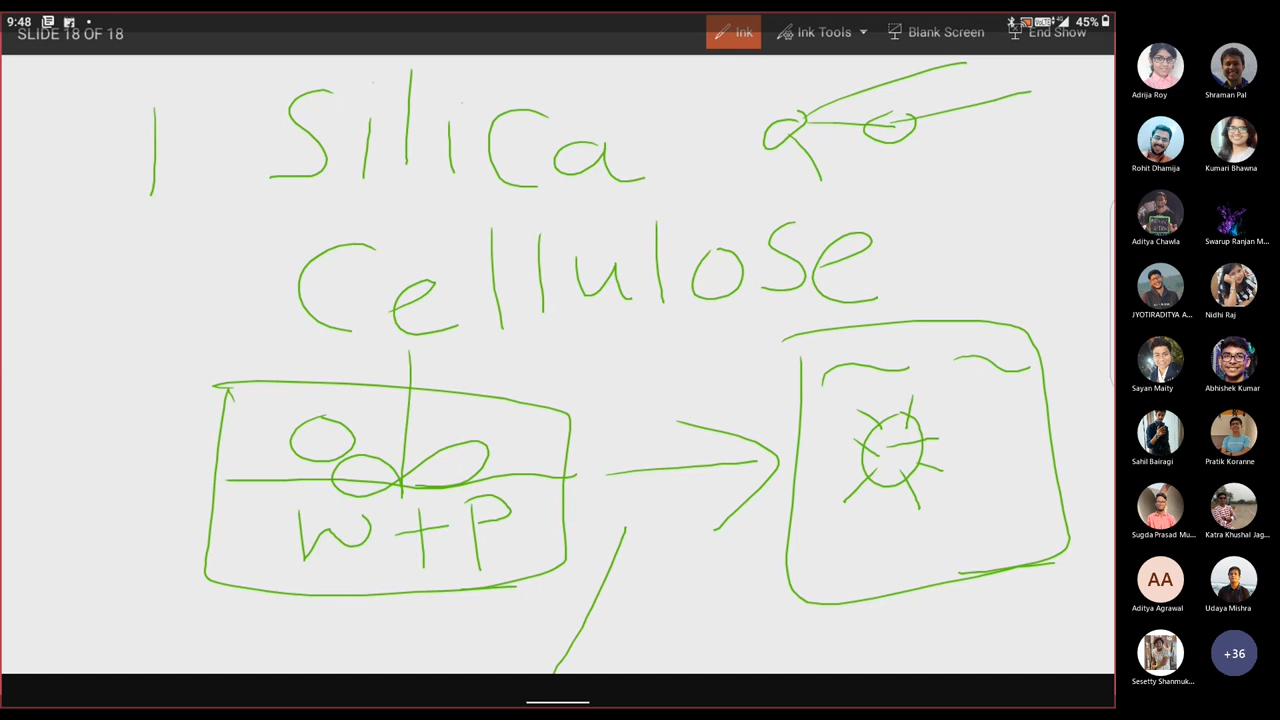 9:48
45%
SLIDE 18 OF 18
Ink
Ink Tools
Blank Screen
End Show
1 Silica
Cellulose
W + P
Adrija Roy
Shraman Pal
Rohit Dhamija
Kumari Bhawna
Aditya Chawla
Swarup Ranjan M...
JYOTIRADITYA A...
Nidhi Raj
Sayan Maity
Abhishek Kumar
Sahil Bairagi
Pratik Koranne
Sugda Prasad Mu...
Katra Khushal Jag...
AA
Aditya Agrawal
Udaya Mishra
Sesetty Shanmuk...
+36